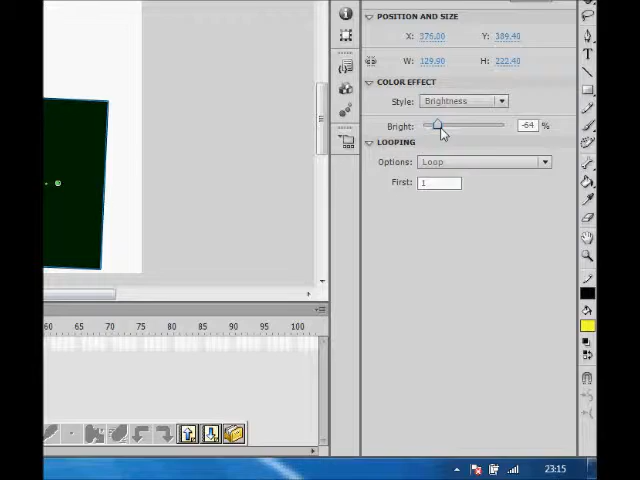 POSITION AND SIZE
X: 376.00 Y: 389.40
W: 129.90 H: 222.40
COLOR EFFECT
Style: Brightness
Bright: -64 %
LOOPING
Options: Loop
First: 1
60 65 70 75 80 85 90 95 100
23:15